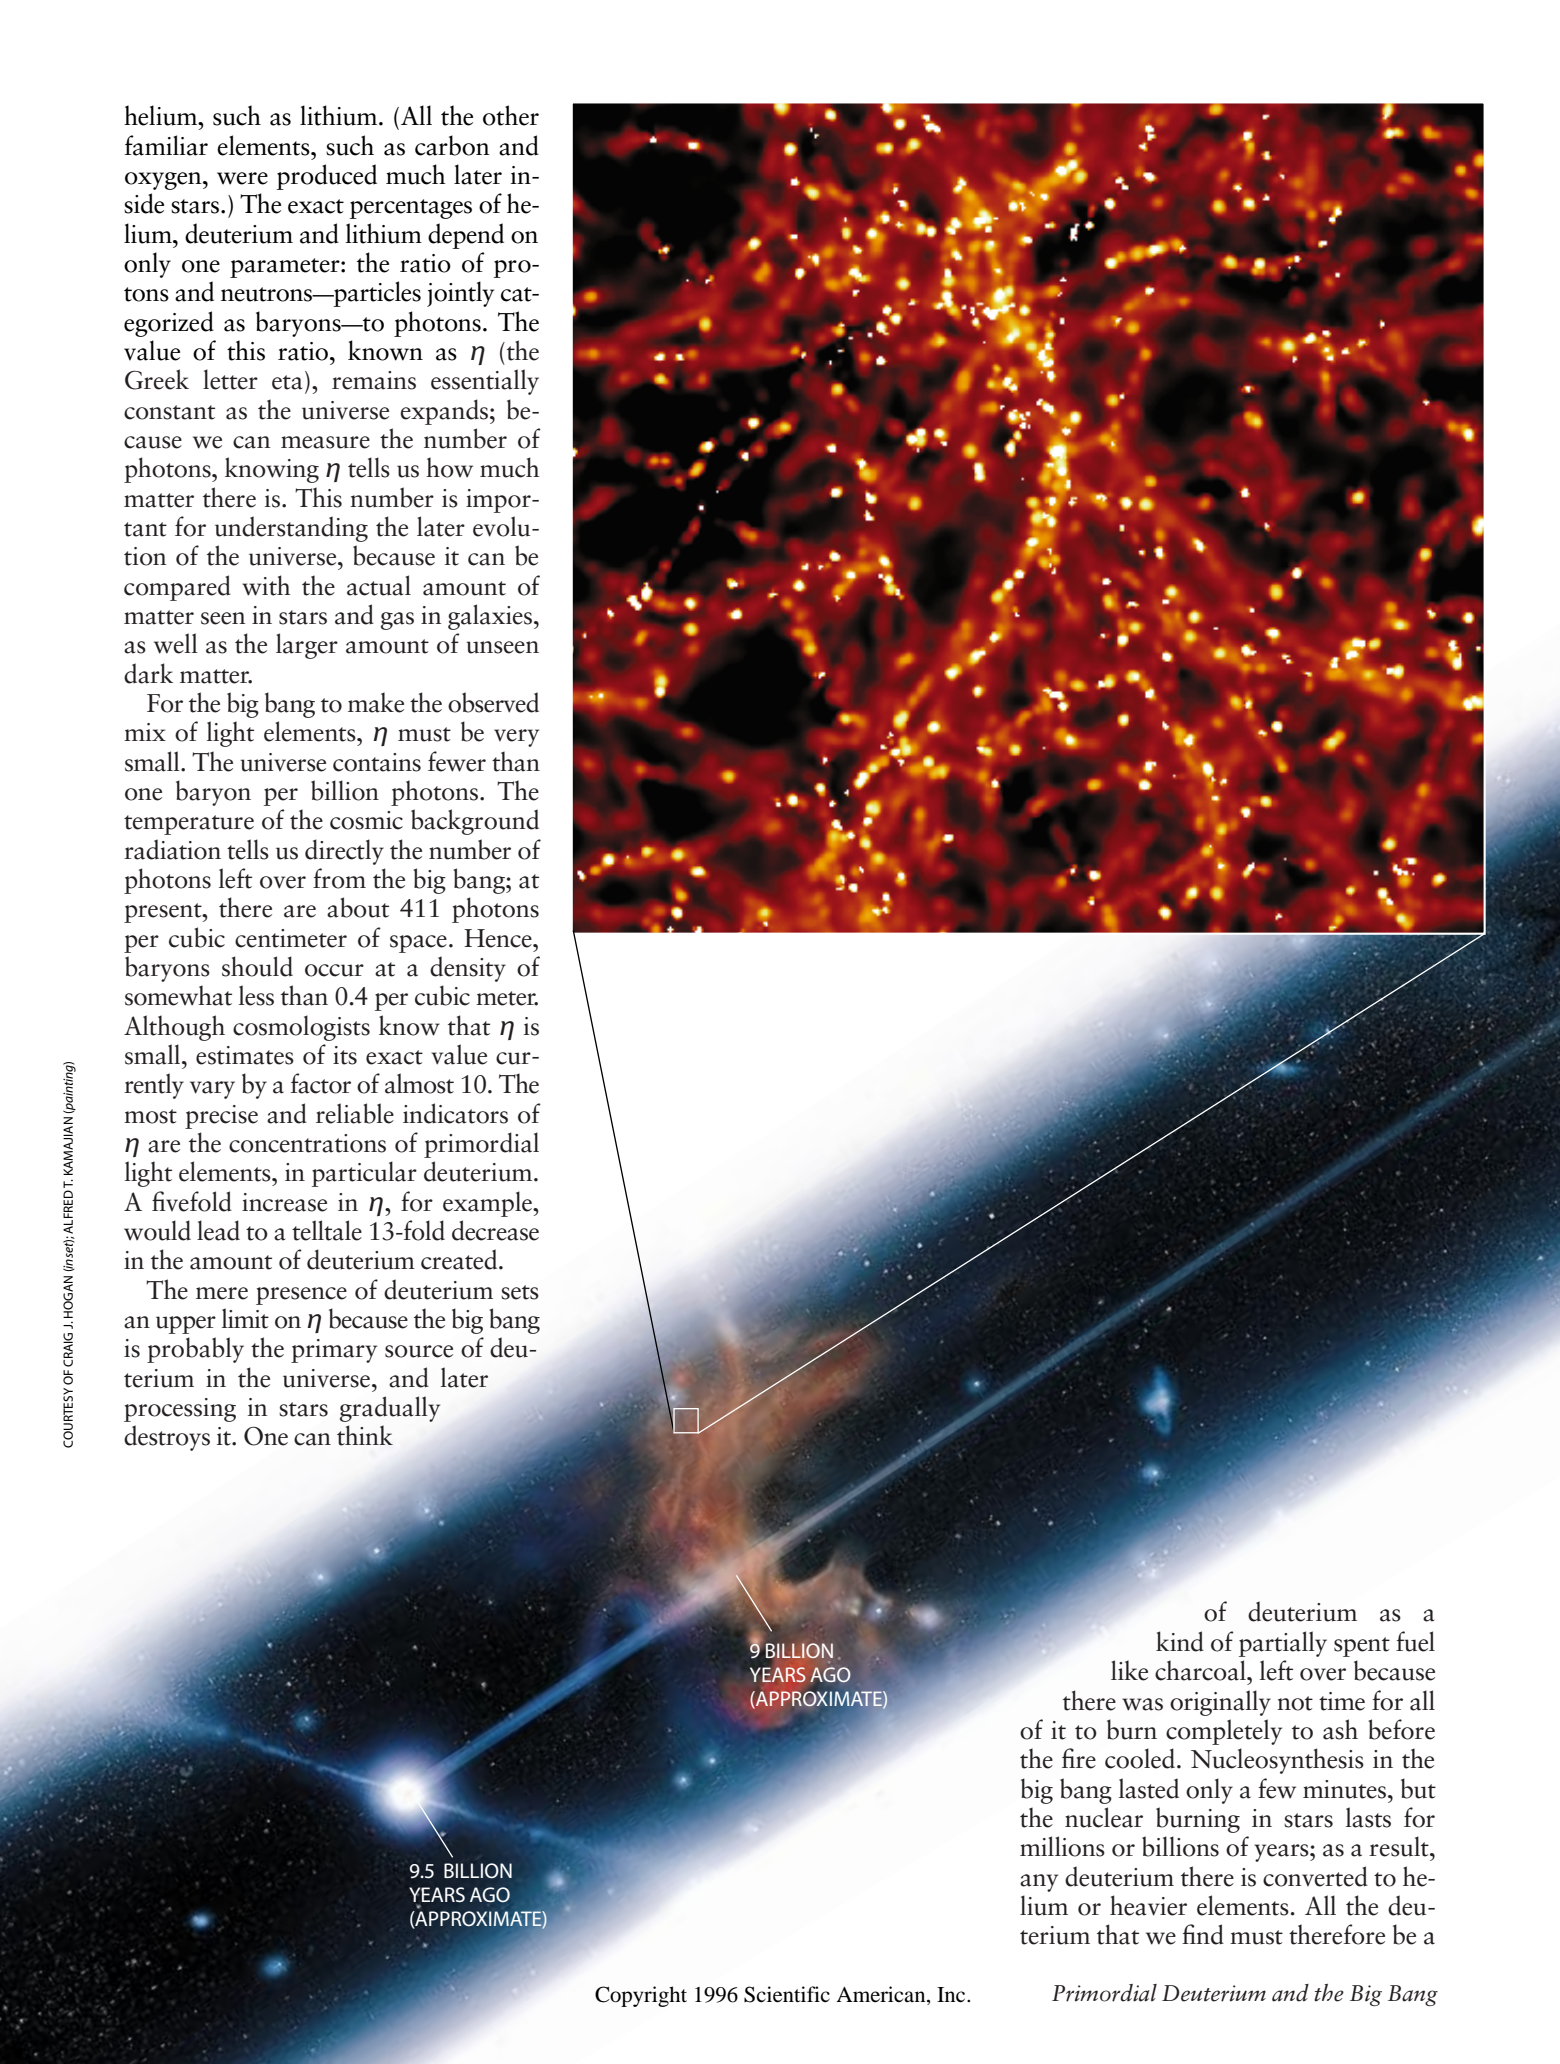 helium, such as lithium. (All the other
familiar elements, such as carbon and
oxygen, were produced much later in-
side stars.) The exact percentages of he-
lium, deuterium and lithium depend on
only one parameter: the ratio of pro-
tons and neutrons—particles jointly cat-
egorized as baryons—to photons. The
value of this ratio, known as η (the
Greek letter eta), remains essentially
constant as the universe expands; be-
cause we can measure the number of
photons, knowing η tells us how much
matter there is. This number is impor-
tant for understanding the later evolu-
tion of the universe, because it can be
compared with the actual amount of
matter seen in stars and gas in galaxies,
as well as the larger amount of unseen
dark matter.
For the big bang to make the observed
mix of light elements, η must be very
small. The universe contains fewer than
one baryon per billion photons. The
temperature of the cosmic background
radiation tells us directly the number of
photons left over from the big bang; at
present, there are about 411 photons
per cubic centimeter of space. Hence,
baryons should occur at a density of
somewhat less than 0.4 per cubic meter.
Although cosmologists know that η is
small, estimates of its exact value cur-
rently vary by a factor of almost 10. The
most precise and reliable indicators of
η are the concentrations of primordial
light elements, in particular deuterium.
A fivefold increase in η, for example,
would lead to a telltale 13-fold decrease
in the amount of deuterium created.
The mere presence of deuterium sets
an upper limit on η because the big bang
is probably the primary source of deu-
terium in the universe, and later
processing in stars gradually
destroys it. One can think
of deuterium as a
kind of partially spent fuel
like charcoal, left over because
there was originally not time for all
of it to burn completely to ash before
the fire cooled. Nucleosynthesis in the
big bang lasted only a few minutes, but
the nuclear burning in stars lasts for
millions or billions of years; as a result,
any deuterium there is converted to he-
lium or heavier elements. All the deu-
terium that we find must therefore be a
9 BILLION
YEARS AGO
(APPROXIMATE)
9.5 BILLION
YEARS AGO
(APPROXIMATE)
COURTESY OF CRAIG J. HOGAN (inset); ALFRED T. KAMAJIAN (painting)
Copyright 1996 Scientific American, Inc.
Primordial Deuterium and the Big Bang